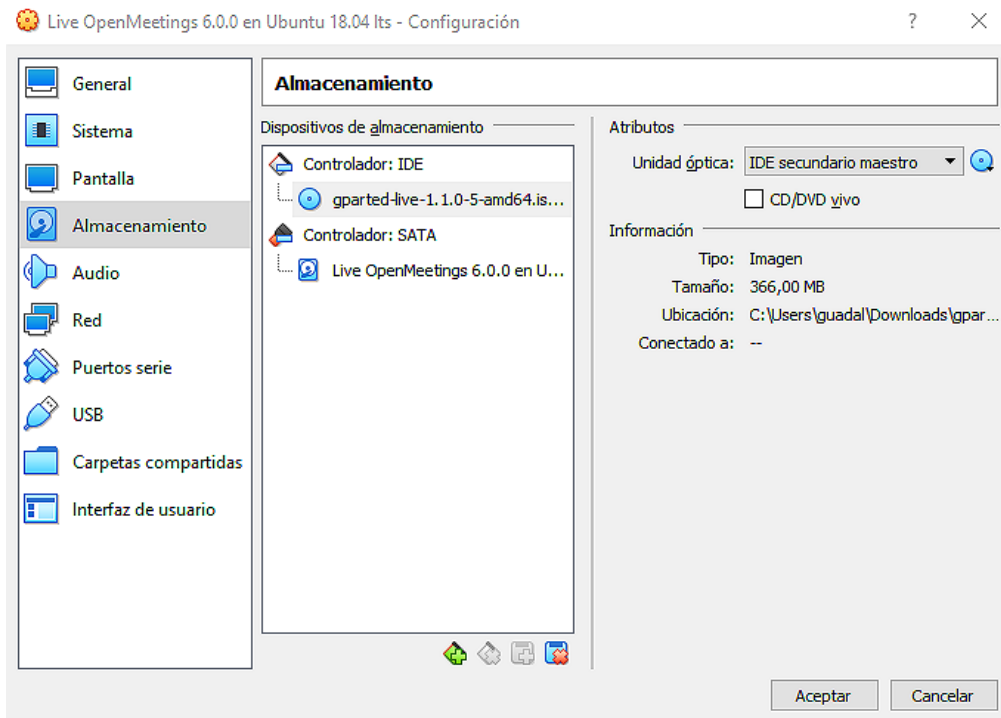 Live OpenMeetings 6.0.0 en Ubuntu 18.04 lts - Configuración
?
General
Sistema
Pantalla
Almacenamiento
Audio
Red
Puertos serie
USB
Carpetas compartidas
Interfaz de usuario
Almacenamiento
Dispositivos de almacenamiento
Controlador: IDE
gparted-live-1.1.0-5-amd64.is...
Controlador: SATA
Live OpenMeetings 6.0.0 en U...
Atributos
Unidad óptica: IDE secundario maestro
CD/DVD vivo
Información
Tipo: Imagen
Tamaño: 366,00 MB
Ubicación: C:\Users\guadal\Downloads\gpar...
Conectado a: --
Aceptar Cancelar